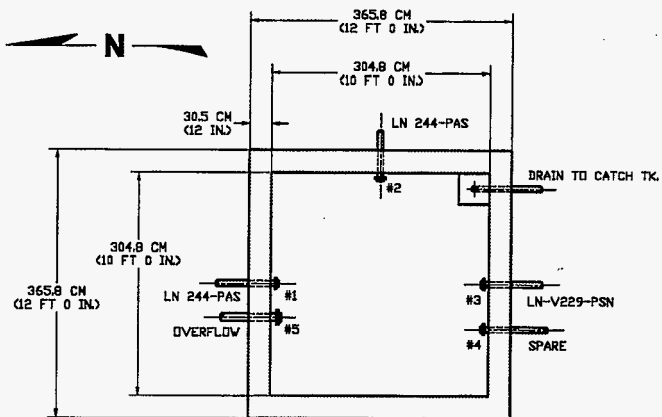 365.8 CM
(12 FT 0 IN.)
N
304.8 CM
(10 FT 0 IN.)
30.5 CM
(12 IN.)
LN 244-PAS
#2
DRAIN TO CATCH TK.
304.8 CM
(10 FT 0 IN.)
365.8 CM
(12 FT 0 IN.)
LN 244-PAS
#1
#3
LN-V229-PSN
OVERFLOW
#5
#4
SPARE